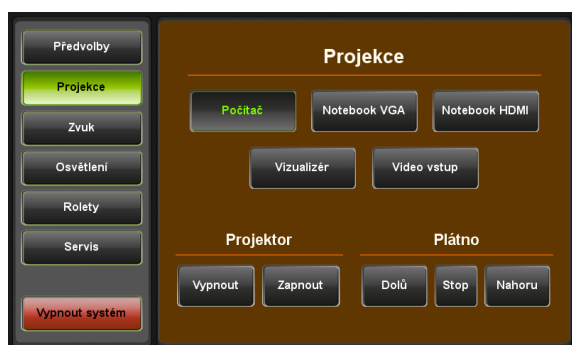 Předvolby
Projekce
Zvuk
Osvětlení
Rolety
Servis
Vypnout systém
Projekce
Počítač
Notebook VGA
Notebook HDMI
Vizualizér
Video vstup
Projektor
Plátno
Vypnout
Zapnout
Dolů
Stop
Nahoru